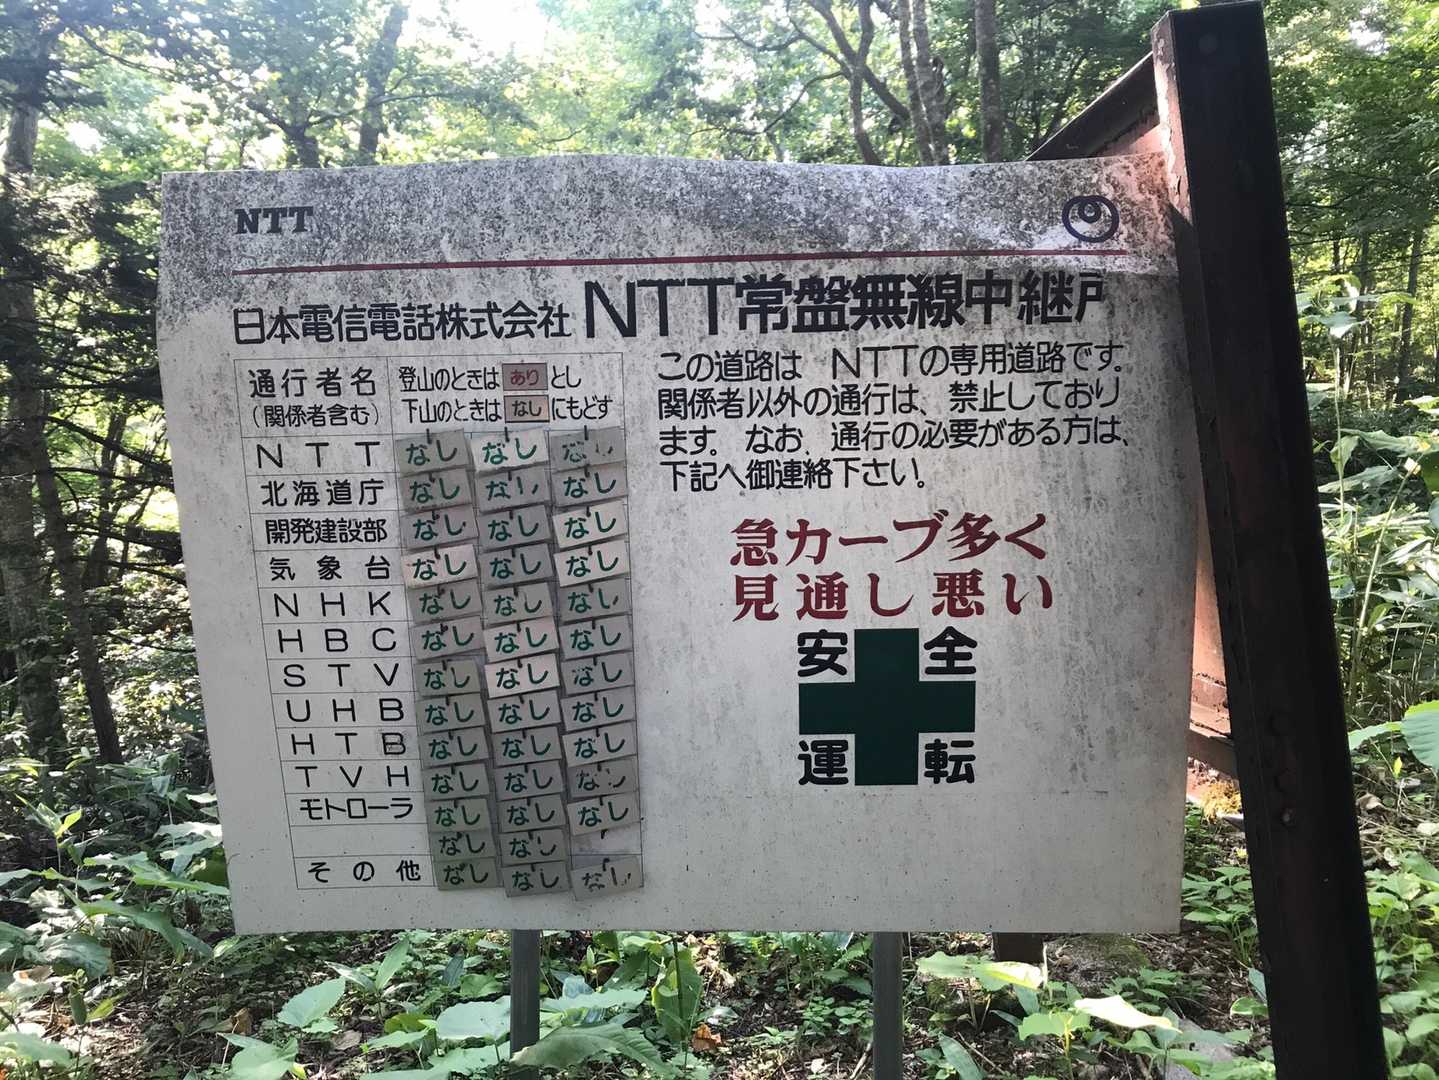 NTT
日本電信電話株式会社 NTT常盤無線中継戸
通行者名
(関係者含む)
登山のときは あり とし
下山のときは なし にもどす
NTT なし なし なし
北海道庁 なし なし なし
開発建設部 なし なし なし
気象台 なし なし なし
NHK なし なし なし
HBC なし なし なし
STV なし なし なし
UHB なし なし なし
HTB なし なし なし
TVH なし なし なし
モトローラ なし なし なし
なし なし
その他 なし なし なし
この道路は NTTの専用道路です。
関係者以外の通行は、禁止しており
ます。なお、通行の必要がある方は、
下記へ御連絡下さい。
急カーブ多く
見通し悪い
安全
運転